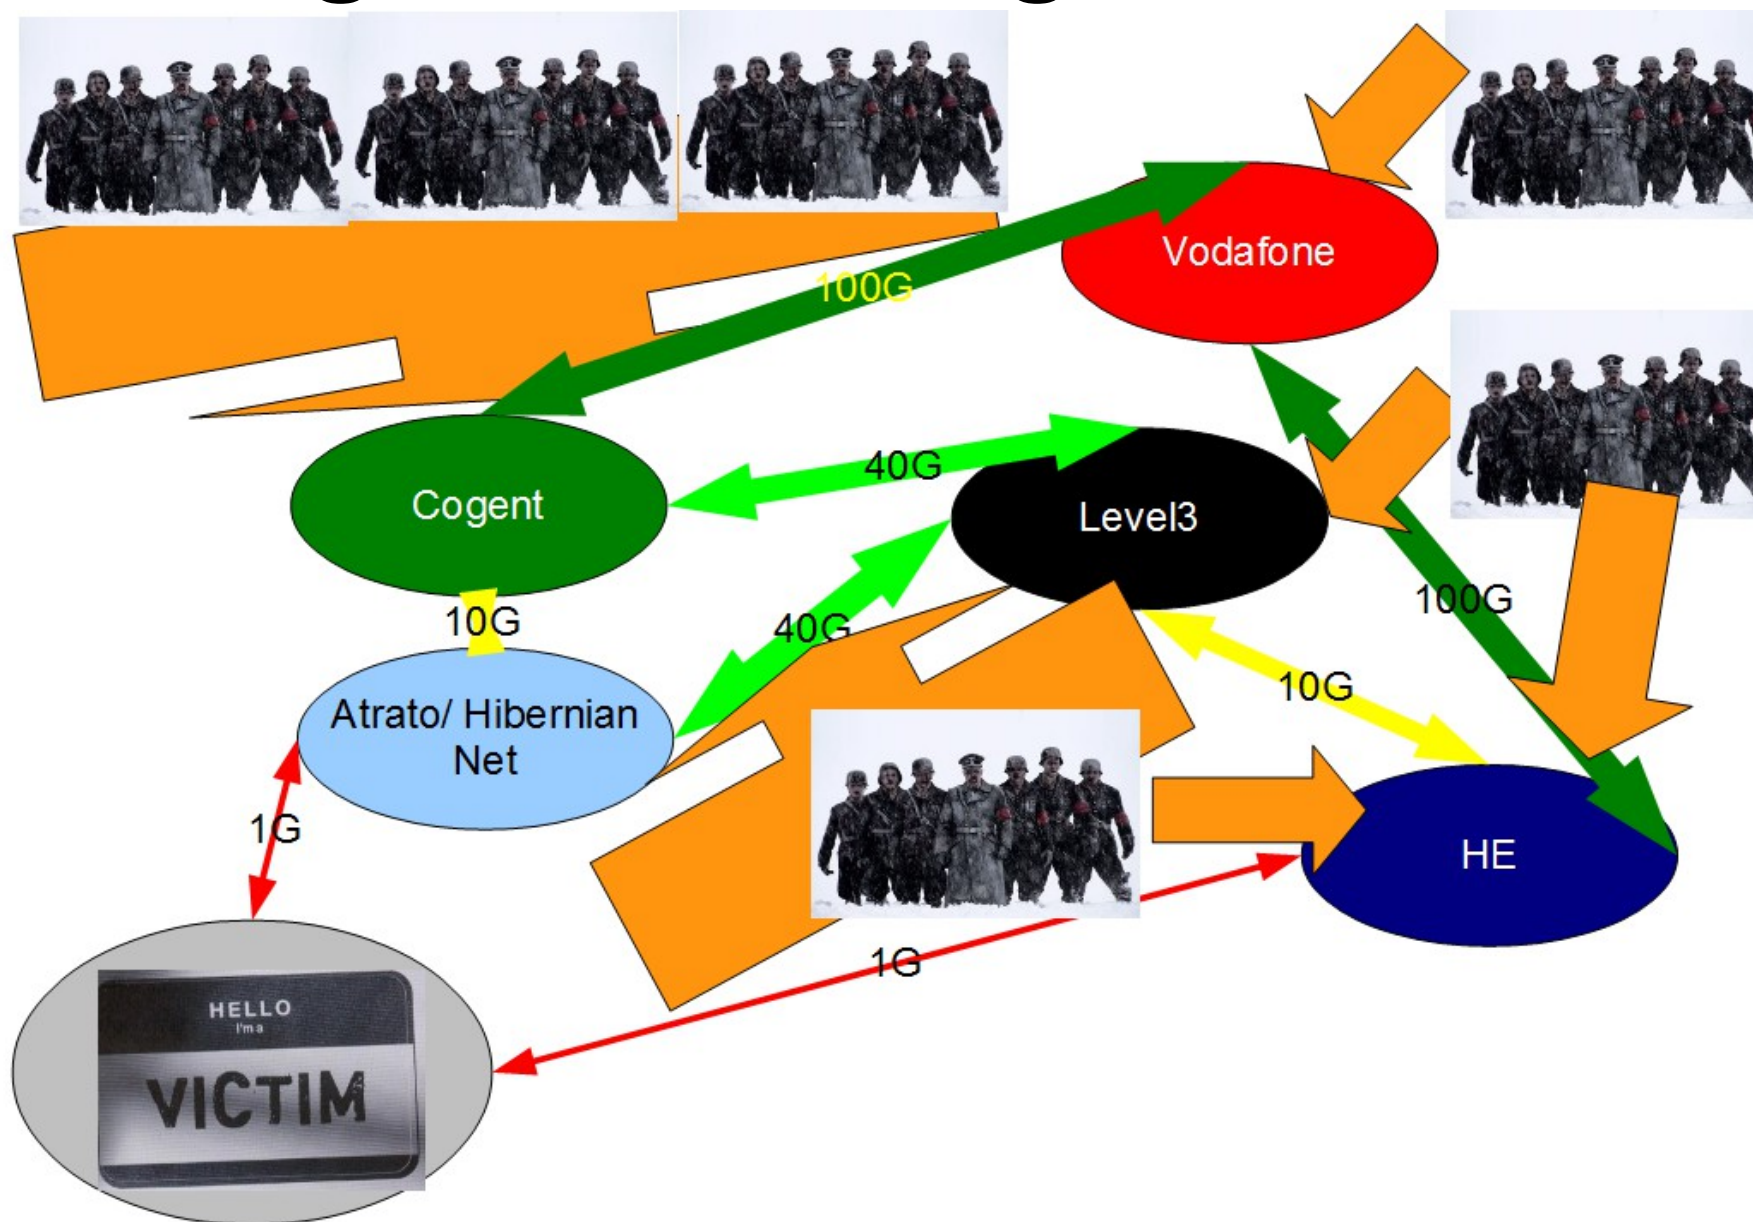 Vodafone
100G
40G
Cogent
Level3
100G
10G
40G
10G
Atrato/ Hibernian
Net
1G
HE
1G
HELLO
I'm a
VICTIM